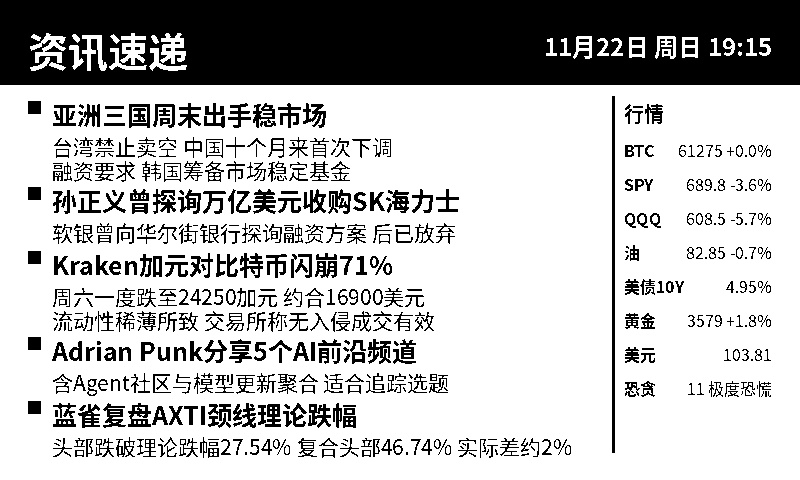 资讯速递
11月22日 周日 19:15
亚洲三国周末出手稳市场
台湾禁止卖空 中国十个月来首次下调
融资要求 韩国筹备市场稳定基金
孙正义曾探询万亿美元收购SK海力士
软银曾向华尔街银行探询融资方案 后已放弃
Kraken加元对比特币闪崩71%
周六一度跌至24250加元 约合16900美元
流动性稀薄所致 交易所称无入侵成交有效
Adrian Punk分享5个AI前沿频道
含Agent社区与模型更新聚合 适合追踪选题
蓝雀复盘AXTI颈线理论跌幅
头部跌破理论跌幅27.54% 复合头部46.74% 实际差约2%
行情
BTC 61275 +0.0%
SPY 689.8 -3.6%
QQQ 608.5 -5.7%
油 82.85 -0.7%
美债10Y 4.95%
黄金 3579 +1.8%
美元 103.81
恐贪 11 极度恐慌